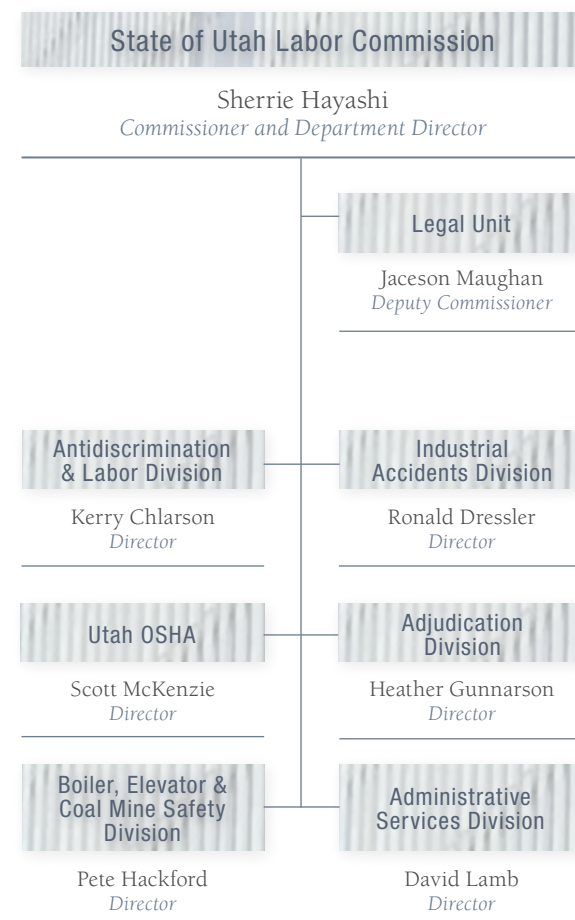 State of Utah Labor Commission
Sherrie Hayashi
Commissioner and Department Director
Legal Unit
Jaceson Maughan
Deputy Commissioner
Antidiscrimination
& Labor Division
Kerry Chlarson
Director
Industrial
Accidents Division
Ronald Dressler
Director
Utah OSHA
Scott McKenzie
Director
Adjudication
Division
Heather Gunnarson
Director
Boiler, Elevator &
Coal Mine Safety
Division
Pete Hackford
Director
Administrative
Services Division
David Lamb
Director